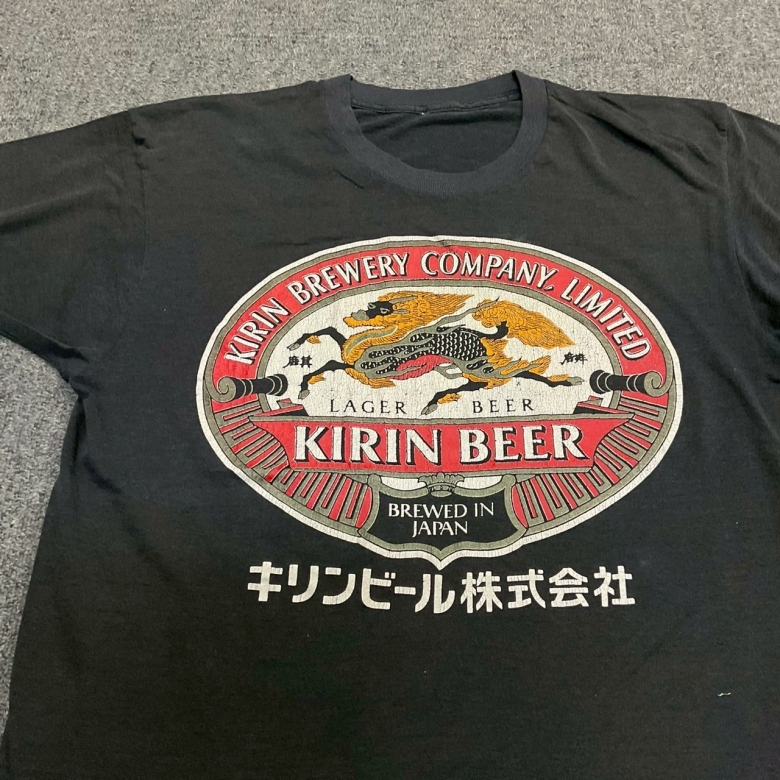 KIRIN BREWERY COMPANY, LIMITED
LAGER BEER
KIRIN BEER
BREWED IN
JAPAN
キリンビール株式会社